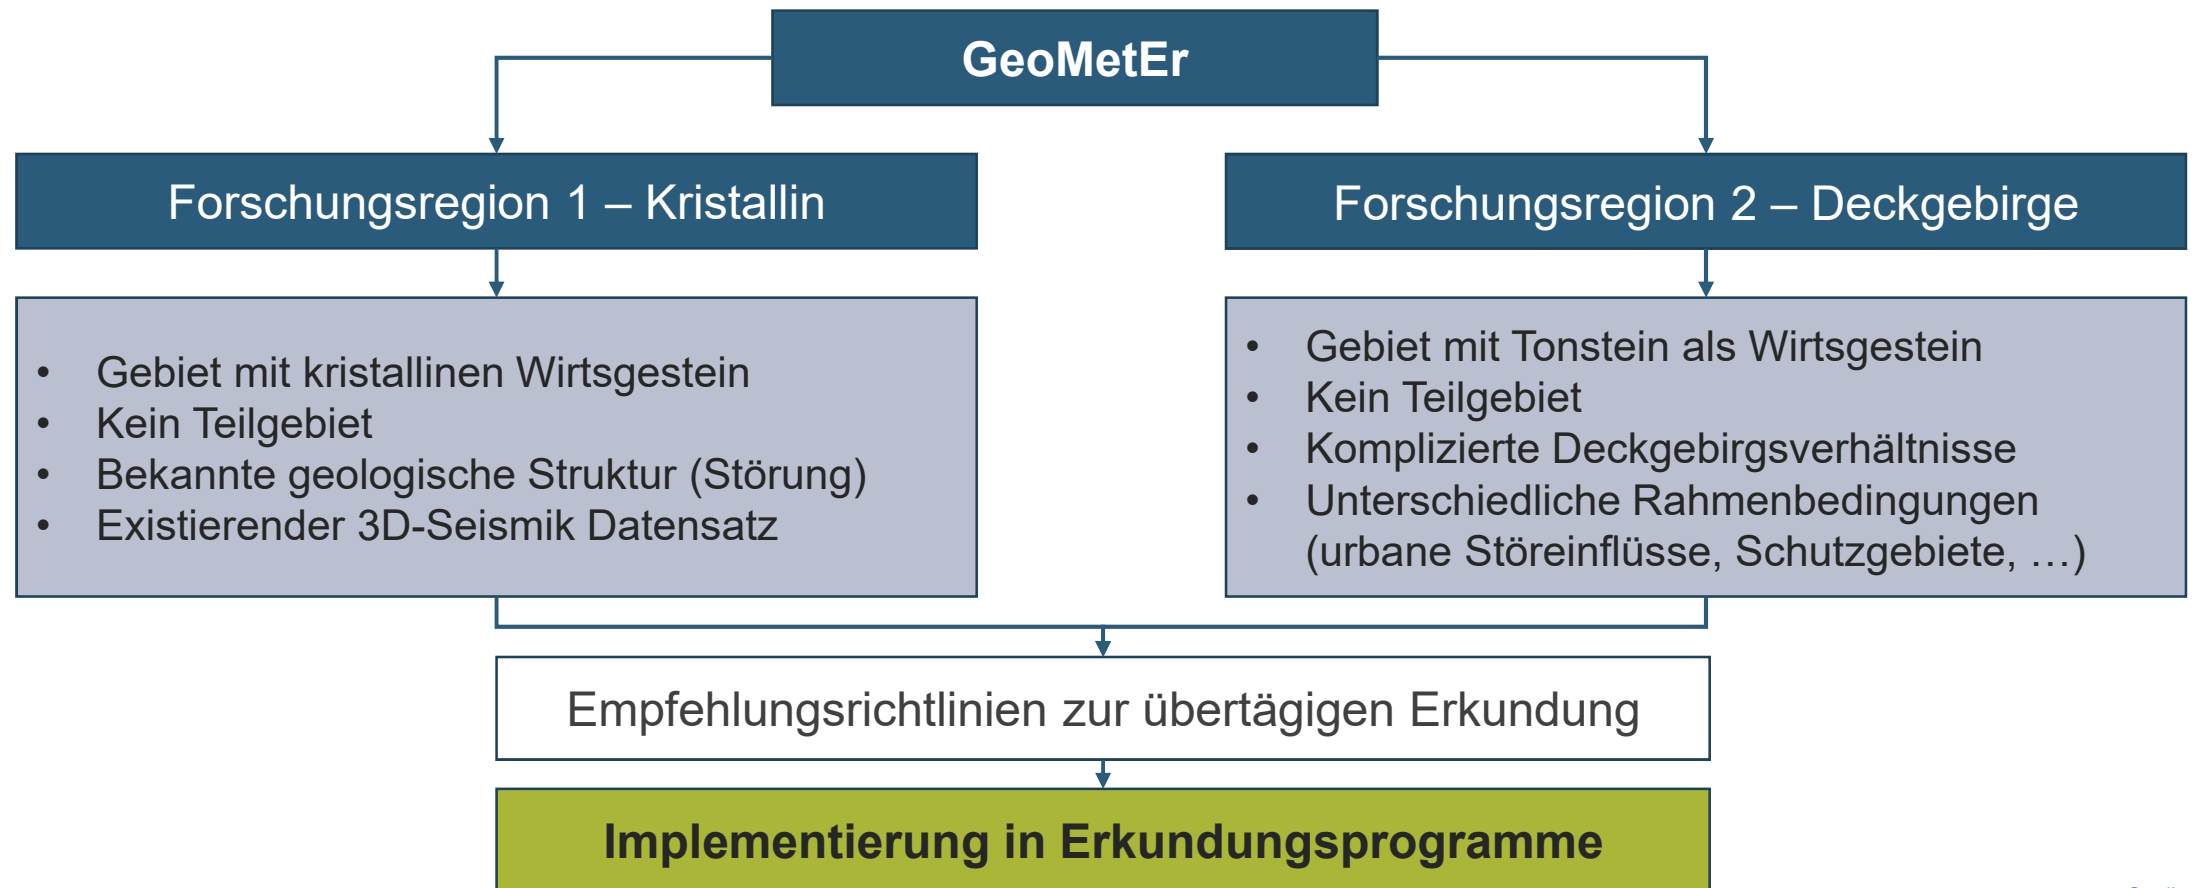 GeoMetEr
Forschungsregion 1 – Kristallin
Forschungsregion 2 – Deckgebirge
• Gebiet mit kristallinen Wirtsgestein
• Kein Teilgebiet
• Bekannte geologische Struktur (Störung)
• Existierender 3D-Seismik Datensatz
• Gebiet mit Tonstein als Wirtsgestein
• Kein Teilgebiet
• Komplizierte Deckgebirgsverhältnisse
• Unterschiedliche Rahmenbedingungen
(urbane Störeinflüsse, Schutzgebiete, …)
Empfehlungsrichtlinien zur übertägigen Erkundung
Implementierung in Erkundungsprogramme